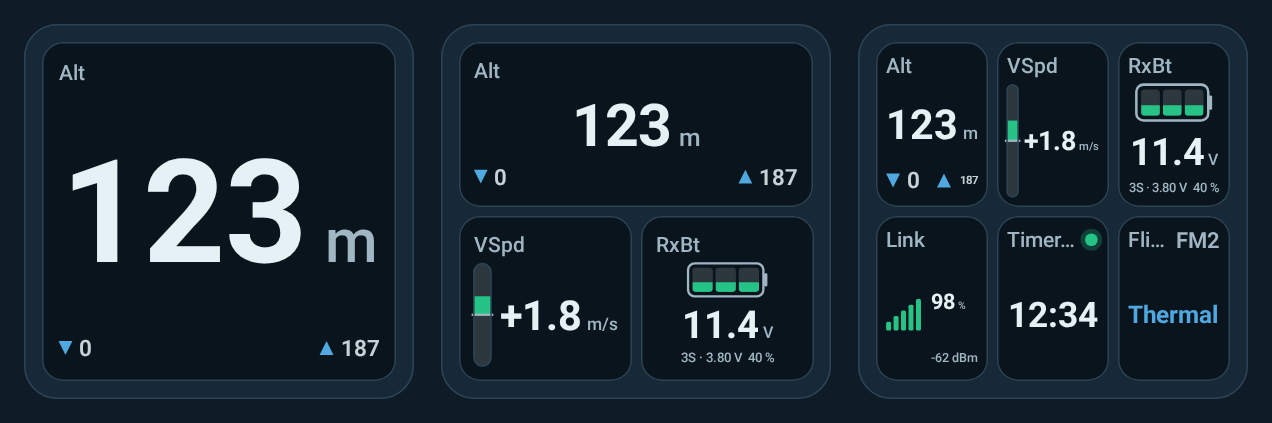 Alt
123 m
▼ 0 ▲ 187
Alt
123 m
▼ 0 ▲ 187
VSpd
+1.8 m/s
RxBt
11.4 V
3S · 3.80 V 40 %
Alt
123 m
▼ 0 ▲ 187
VSpd
+1.8 m/s
RxBt
11.4 V
3S · 3.80 V 40 %
Link
98 %
-62 dBm
Timer...
12:34
Fli... FM2
Thermal